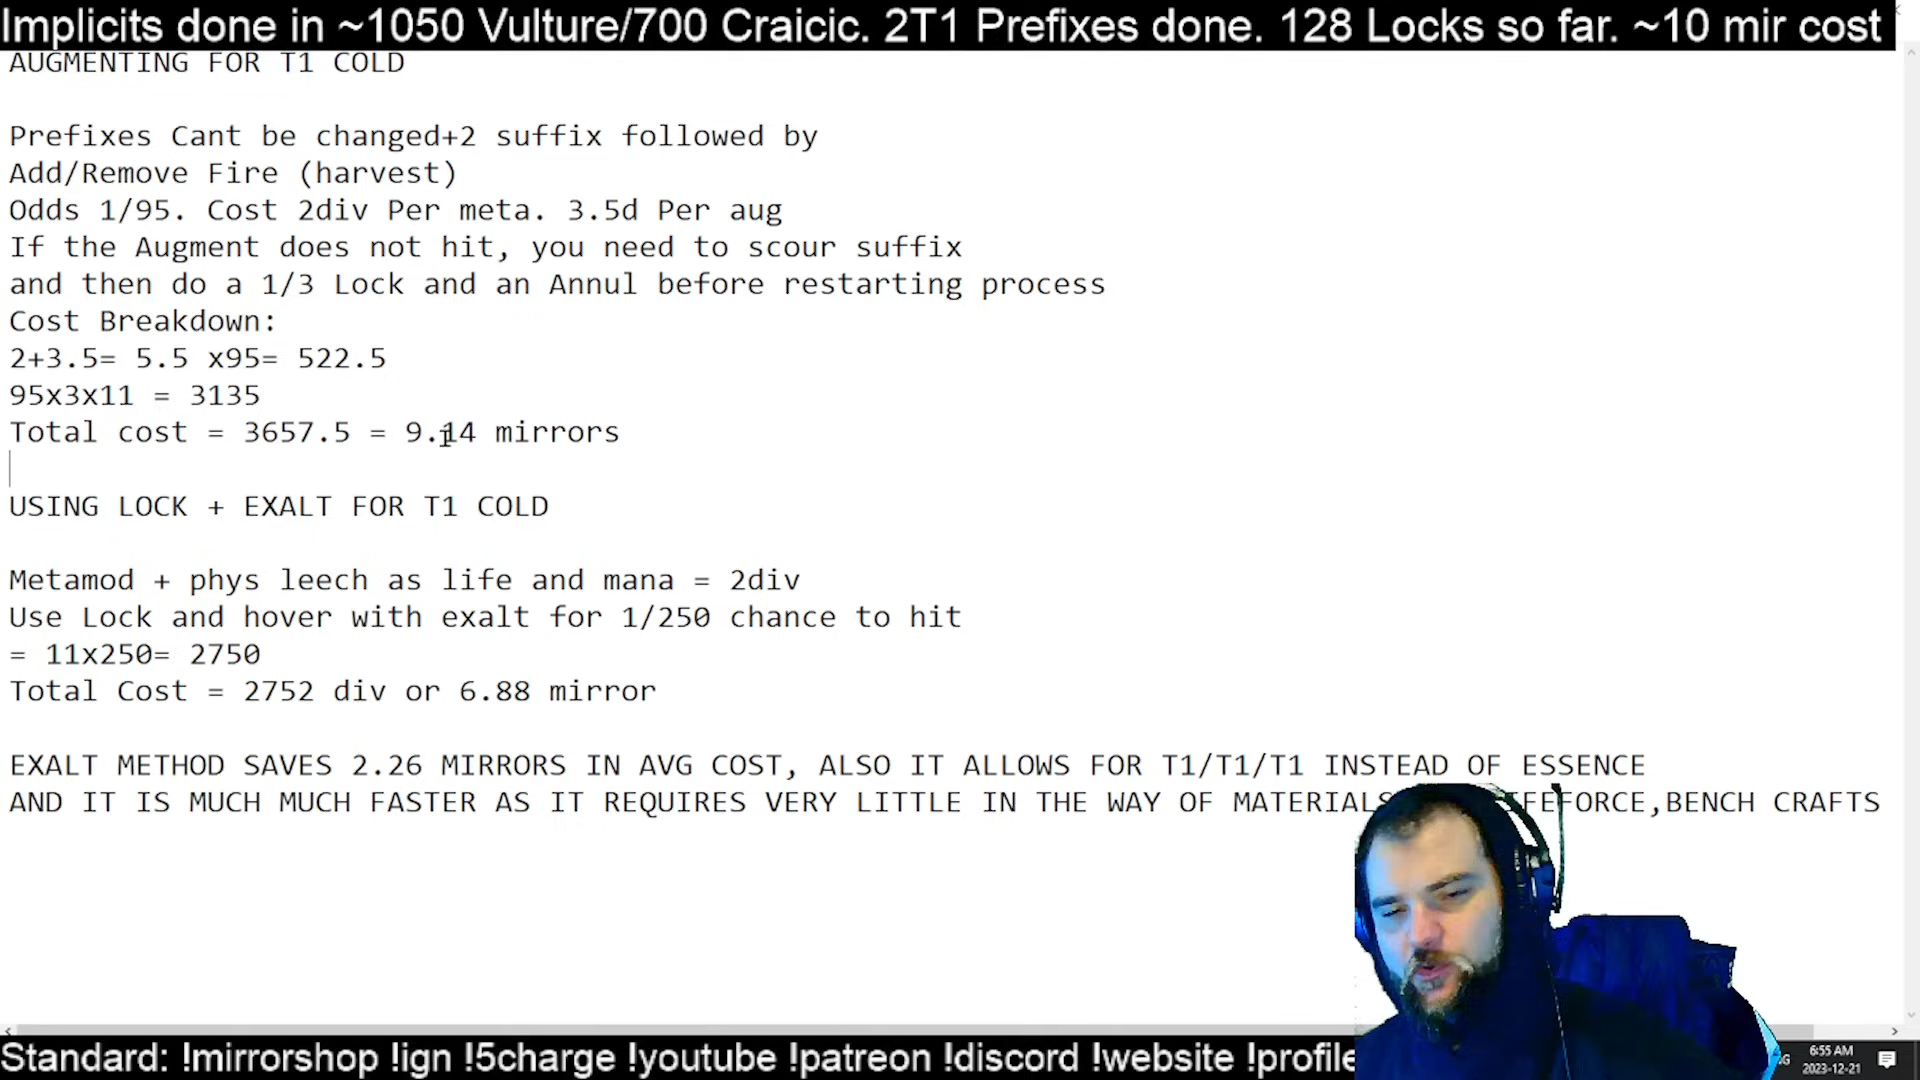 Implicits done in ~1050 Vulture/700 Craicic. 2T1 Prefixes done. 128 Locks so far. ~10 mir cost
AUGMENTING FOR T1 COLD
Prefixes Cant be changed+2 suffix followed by
Add/Remove Fire (harvest)
Odds 1/95. Cost 2div Per meta. 3.5d Per aug
If the Augment does not hit, you need to scour suffix
and then do a 1/3 Lock and an Annul before restarting process
Cost Breakdown:
2+3.5= 5.5 x95= 522.5
95x3x11 = 3135
Total cost = 3657.5 = 9.14 mirrors
USING LOCK + EXALT FOR T1 COLD
Metamod + phys leech as life and mana = 2div
Use Lock and hover with exalt for 1/250 chance to hit
= 11x250= 2750
Total Cost = 2752 div or 6.88 mirror
EXALT METHOD SAVES 2.26 MIRRORS IN AVG COST, ALSO IT ALLOWS FOR T1/T1/T1 INSTEAD OF ESSENCE
AND IT IS MUCH MUCH FASTER AS IT REQUIRES VERY LITTLE IN THE WAY OF MATERIALS BENCH CRAFTS
Standard: !mirrorshop !ign !5charge !youtube !patreon !discord !website !profile
6:55 AM
2023-12-21